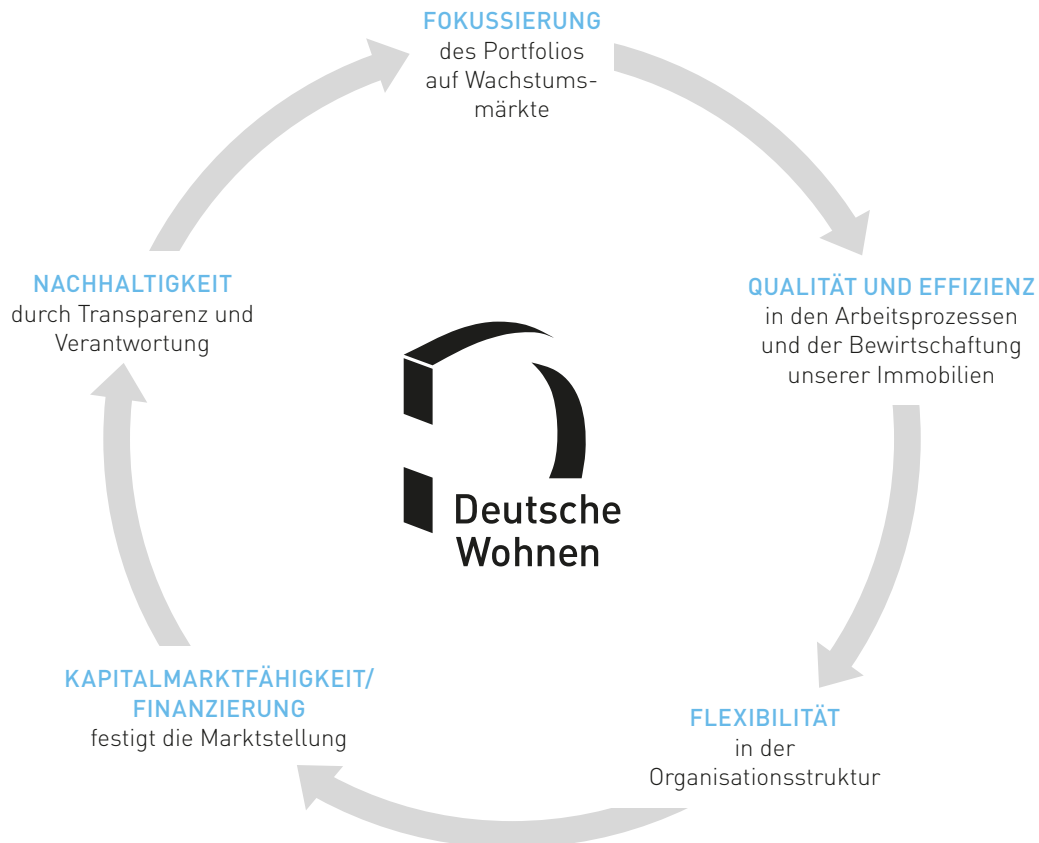 FOKUSSIERUNG
des Portfolios
auf Wachstums-
märkte
QUALITÄT UND EFFIZIENZ
in den Arbeitsprozessen
und der Bewirtschaftung
unserer Immobilien
FLEXIBILITÄT
in der
Organisationsstruktur
KAPITALMARKTFÄHIGKEIT/
FINANZIERUNG
festigt die Marktstellung
NACHHALTIGKEIT
durch Transparenz und
Verantwortung
Deutsche
Wohnen